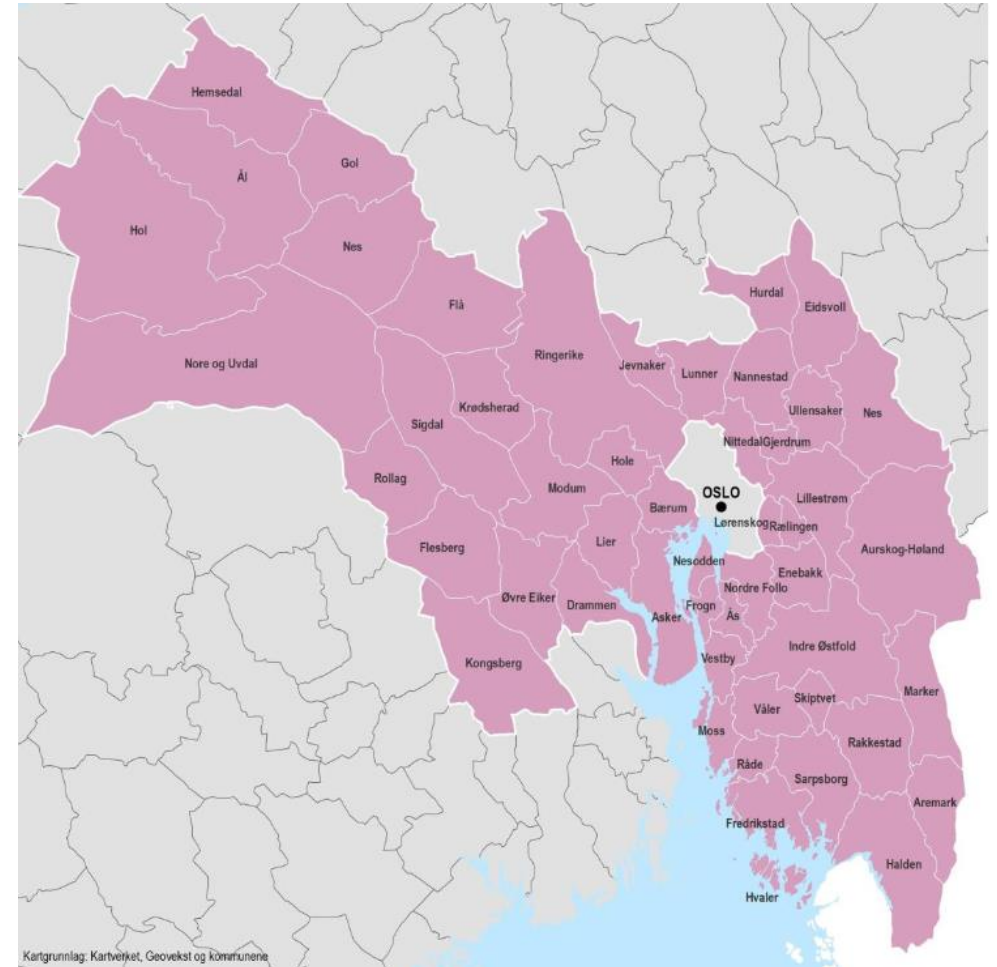 Hemsedal
Gol
Ål
Hol
Nes
Flå
Hurdal
Eidsvoll
Nore og Uvdal
Ringerike
Jevnaker
Lunner
Nannestad
Krødsherad
Ullensaker
Nes
Sigdal
Nittedal
Gjerdrum
Hole
Rollag
Modum
OSLO
Lillestrøm
Bærum
Lørenskog
Rælingen
Lier
Flesberg
Aurskog-Høland
Nesodden
Enebakk
Nordre Follo
Øvre Eiker
Drammen
Frogn
Asker
Ås
Indre Østfold
Vestby
Kongsberg
Marker
Skiptvet
Våler
Moss
Rakkestad
Råde
Sarpsborg
Aremark
Fredrikstad
Halden
Hvaler
Kartgrunnlag: Kartverket, Geovekst og kommunene